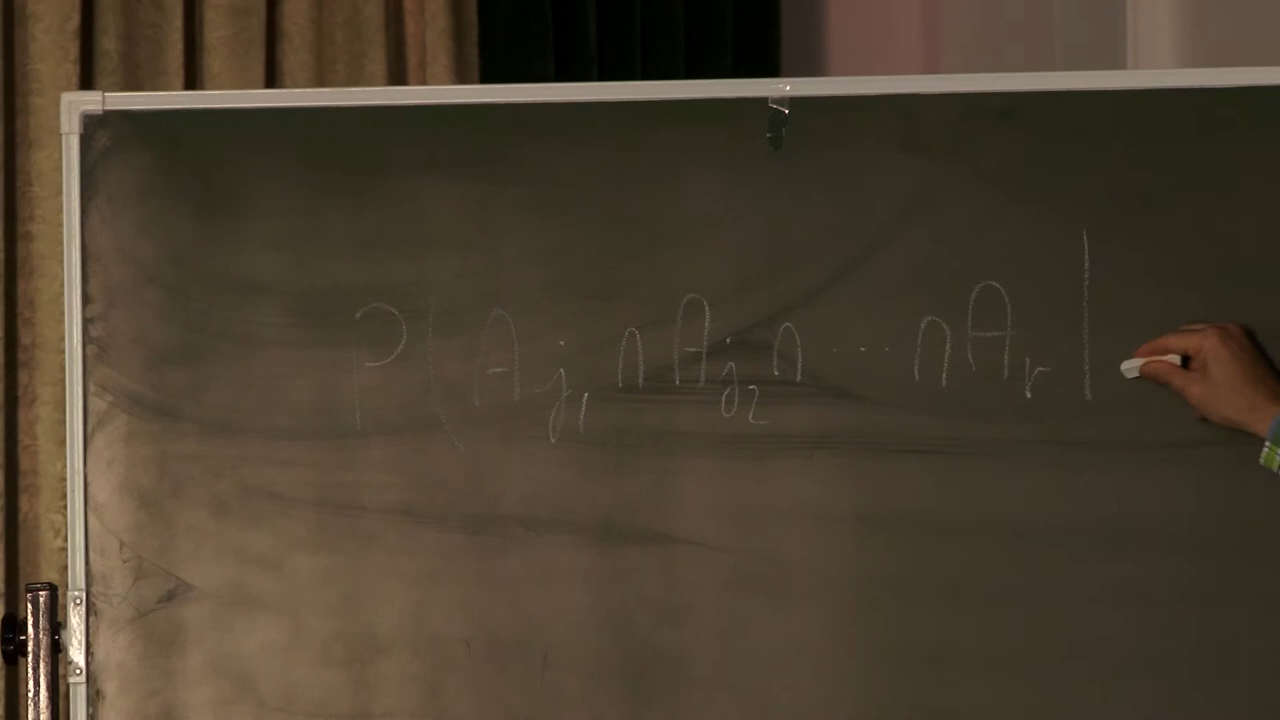 P(A_{j_1} ∩ A_{j_2} ∩ ... ∩ A_r |